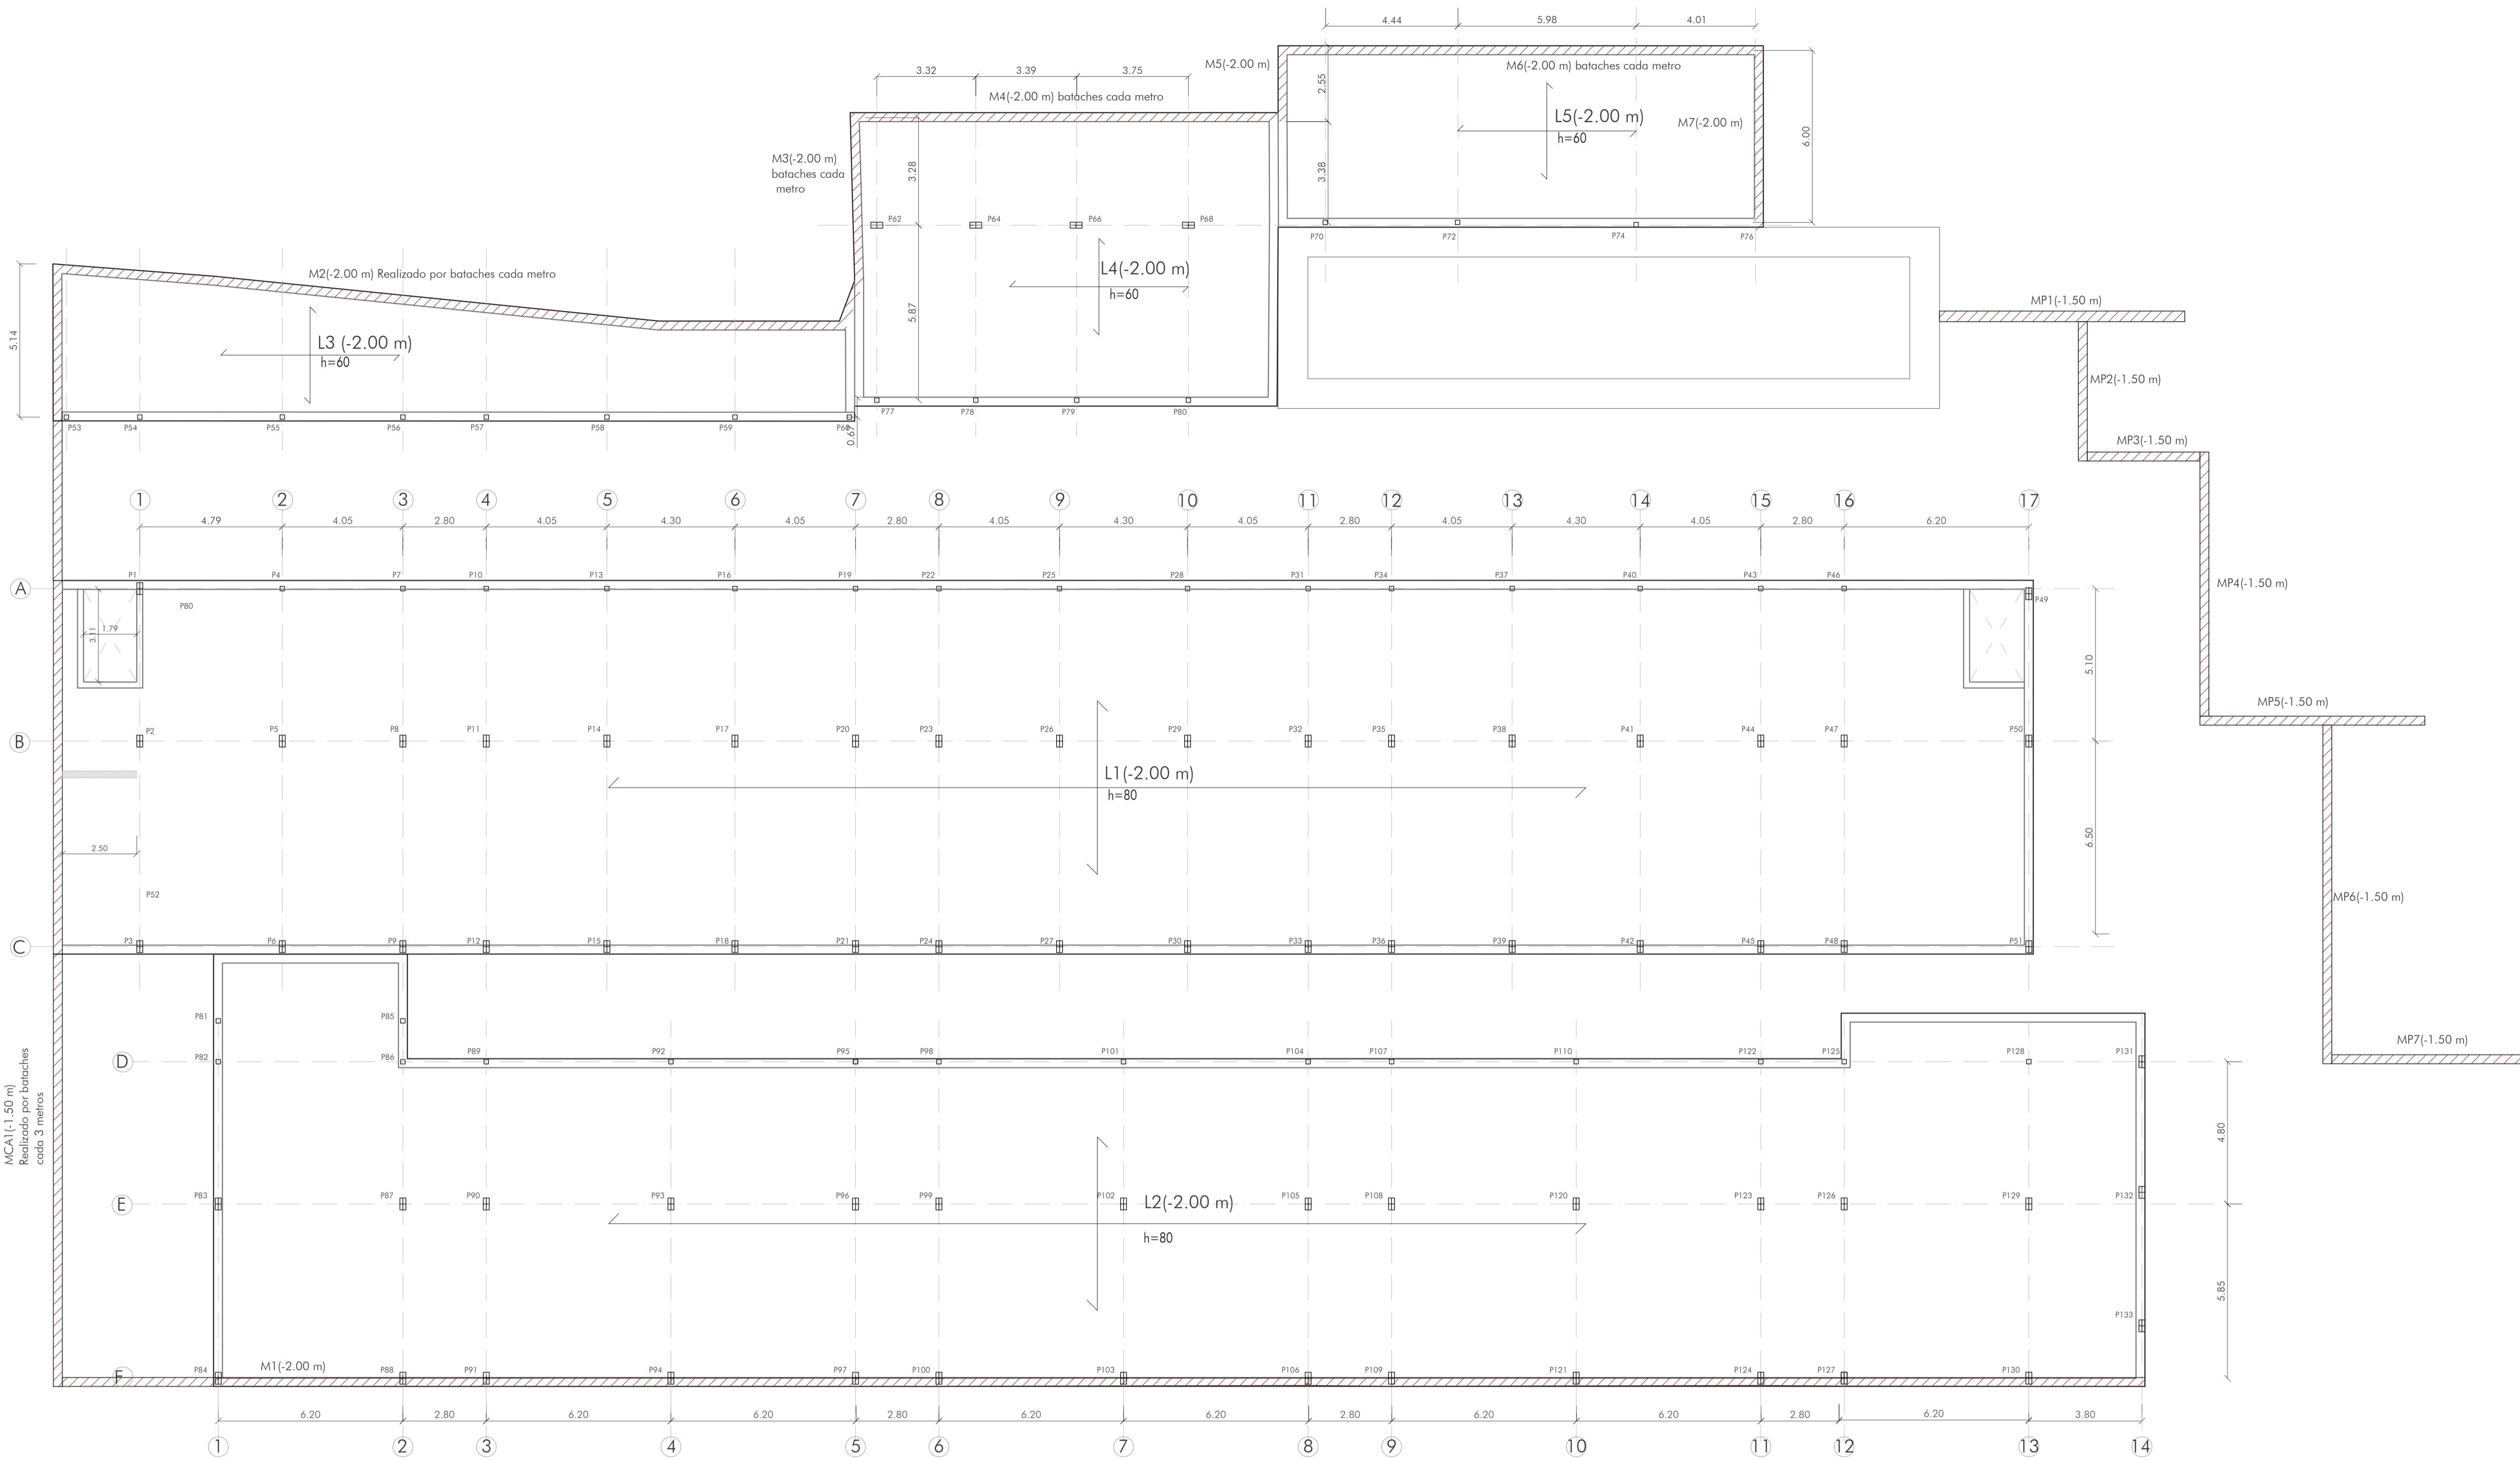 4.44 5.98 4.01
M5(-2.00 m)
M6(-2.00 m) bataches cada metro
3.32 3.39 3.75
M4(-2.00 m) bataches cada metro
2.55
L5(-2.00 m)
h=60
M7(-2.00 m)
6.00
3.38
M3(-2.00 m)
bataches cada
metro
3.28
P62 P64 P66 P68
P70 P72 P74 P76
M2(-2.00 m) Realizado por bataches cada metro
L4(-2.00 m)
h=60
5.87
MP1(-1.50 m)
5.14
L3 (-2.00 m)
h=60
MP2(-1.50 m)
P77 P78 P79 P80
P53 P54 P55 P56 P57 P58 P59
0.67
MP3(-1.50 m)
1 2 3 4 5 6 7 8 9 10 11 12 13 14 15 16 17
4.79 4.05 2.80 4.05 4.30 4.05 2.80 4.05 4.30 4.05 2.80 4.05 4.30 4.05 2.80 6.20
P1 P4 P7 P10 P13 P16 P19 P22 P25 P28 P31 P34 P37 P40 P43 P46
A
P49
MP4(-1.50 m)
P80
1.79
3.11
5.10
MP5(-1.50 m)
P2 P5 P8 P11 P14 P17 P20 P23 P26 P29 P32 P35 P38 P41 P44 P47 P50
B
L1(-2.00 m)
h=80
2.50
6.50
P52
MP6(-1.50 m)
P3 P6 P9 P12 P15 P18 P21 P24 P27 P30 P33 P36 P39 P42 P45 P48 P51
C
P81 P85
MP7(-1.50 m)
D
P82 P86 P89 P92 P95 P98 P101 P104 P107 P110 P122 P125 P128 P131
MCA1(-1.50 m)
Realizado por bataches
cada 3 metros
4.80
E
P83 P87 P90 P93 P96 P99 P102 P105 P108 P120 P123 P126 P129 P132
L2(-2.00 m)
h=80
5.85
P133
F
P84 M1(-2.00 m) P88 P91 P94 P97 P100 P103 P106 P109 P121 P124 P127 P130
6.20 2.80 6.20 6.20 2.80 6.20 6.20 2.80 6.20 6.20 2.80 6.20 3.80
1 2 3 4 5 6 7 8 9 10 11 12 13 14